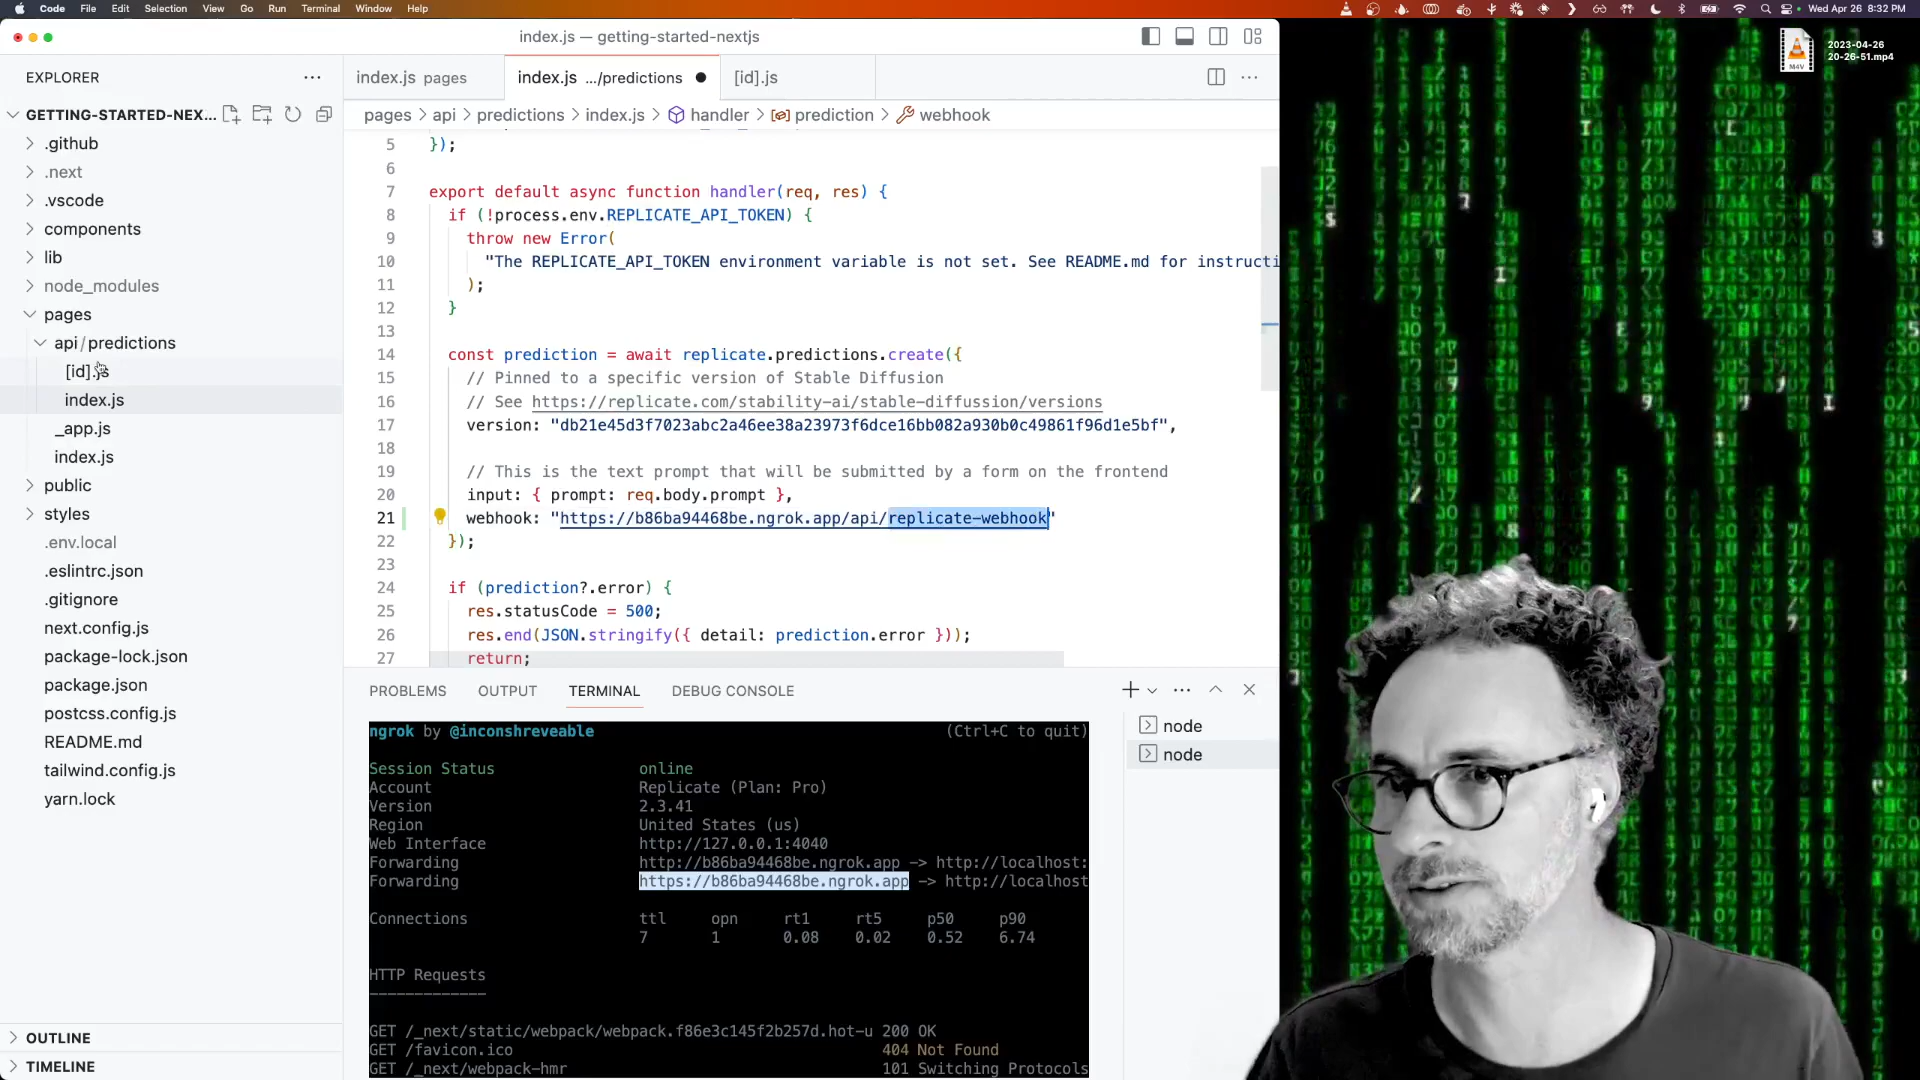 Code File Edit Selection View Go Run Terminal Window Help
Wed Apr 26 8:32 PM
index.js — getting-started-nextjs
2023-04-26
20-26-51.mp4
M4V
EXPLORER
index.js pages
index.js .../predictions
[id].js
GETTING-STARTED-NEX...
pages > api > predictions > index.js > handler > prediction > webhook
.github
.next
.vscode
components
lib
node_modules
pages
api/predictions
[id].js
index.js
_app.js
index.js
public
styles
.env.local
.eslintrc.json
.gitignore
next.config.js
package-lock.json
package.json
postcss.config.js
README.md
tailwind.config.js
yarn.lock
OUTLINE
TIMELINE
5 });
6
7 export default async function handler(req, res) {
8 if (!process.env.REPLICATE_API_TOKEN) {
9 throw new Error(
10 "The REPLICATE_API_TOKEN environment variable is not set. See README.md for instructi
11 );
12 }
13
14 const prediction = await replicate.predictions.create({
15 // Pinned to a specific version of Stable Diffusion
16 // See https://replicate.com/stability-ai/stable-diffussion/versions
17 version: "db21e45d3f7023abc2a46ee38a23973f6dce16bb082a930b0c49861f96d1e5bf",
18
19 // This is the text prompt that will be submitted by a form on the frontend
20 input: { prompt: req.body.prompt },
21 webhook: "https://b86ba94468be.ngrok.app/api/replicate-webhook"
22 });
23
24 if (prediction?.error) {
25 res.statusCode = 500;
26 res.end(JSON.stringify({ detail: prediction.error }));
27 return;
PROBLEMS OUTPUT TERMINAL DEBUG CONSOLE
node
node
ngrok by @inconshreveable (Ctrl+C to quit)
Session Status online
Account Replicate (Plan: Pro)
Version 2.3.41
Region United States (us)
Web Interface http://127.0.0.1:4040
Forwarding http://b86ba94468be.ngrok.app -> http://localhost:
Forwarding https://b86ba94468be.ngrok.app -> http://localhost
Connections ttl opn rt1 rt5 p50 p90
7 1 0.08 0.02 0.52 6.74
HTTP Requests
-------------
GET /_next/static/webpack/webpack.f86e3c145f2b257d.hot-u 200 OK
GET /favicon.ico 404 Not Found
GET /_next/webpack-hmr 101 Switching Protocols